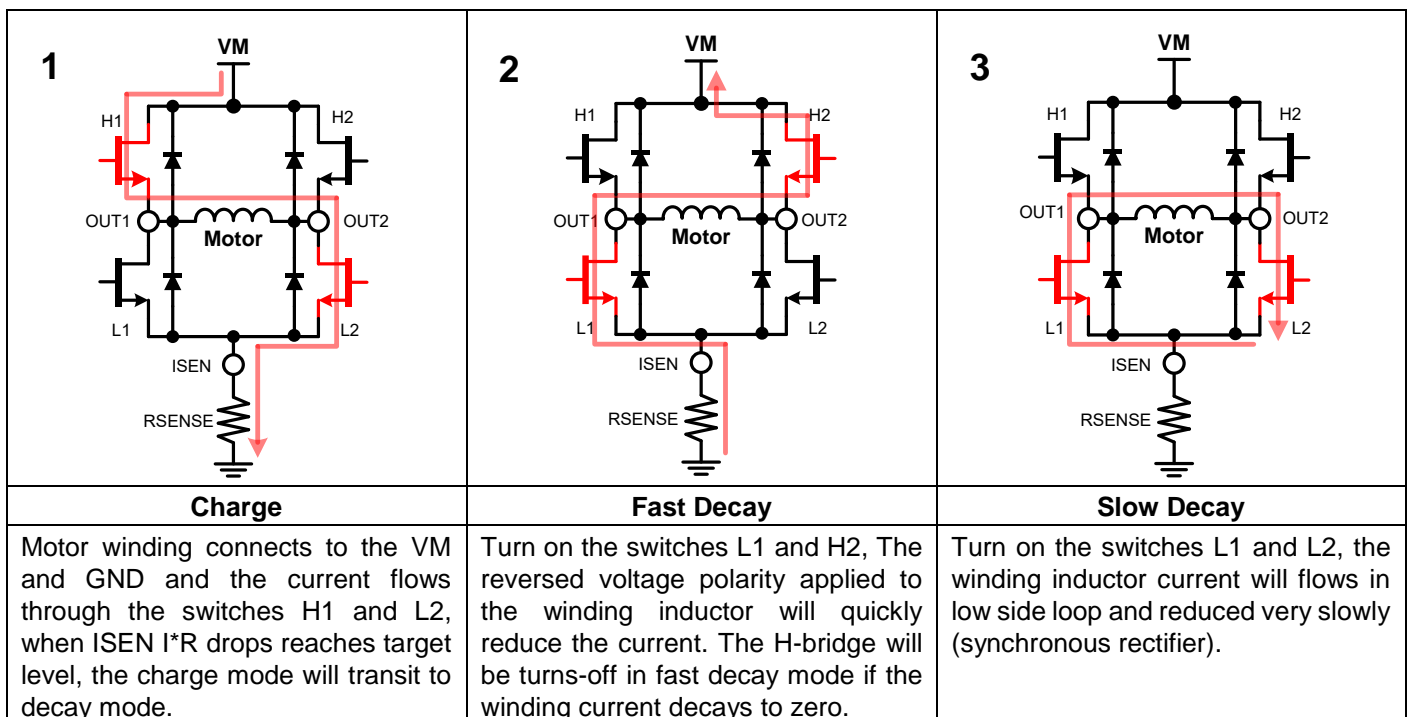 1
VM
H1
H2
OUT1
OUT2
Motor
L1
L2
ISEN
RSENSE
2
VM
H1
H2
OUT1
OUT2
Motor
L1
L2
ISEN
RSENSE
3
VM
H1
H2
OUT1
OUT2
Motor
L1
L2
ISEN
RSENSE
Charge
Motor winding connects to the VM
and GND and the current flows
through the switches H1 and L2,
when ISEN I*R drops reaches target
level, the charge mode will transit to
decay mode.
Fast Decay
Turn on the switches L1 and H2, The
reversed voltage polarity applied to
the winding inductor will quickly
reduce the current. The H-bridge will
be turns-off in fast decay mode if the
winding current decays to zero.
Slow Decay
Turn on the switches L1 and L2, the
winding inductor current will flows in
low side loop and reduced very slowly
(synchronous rectifier).